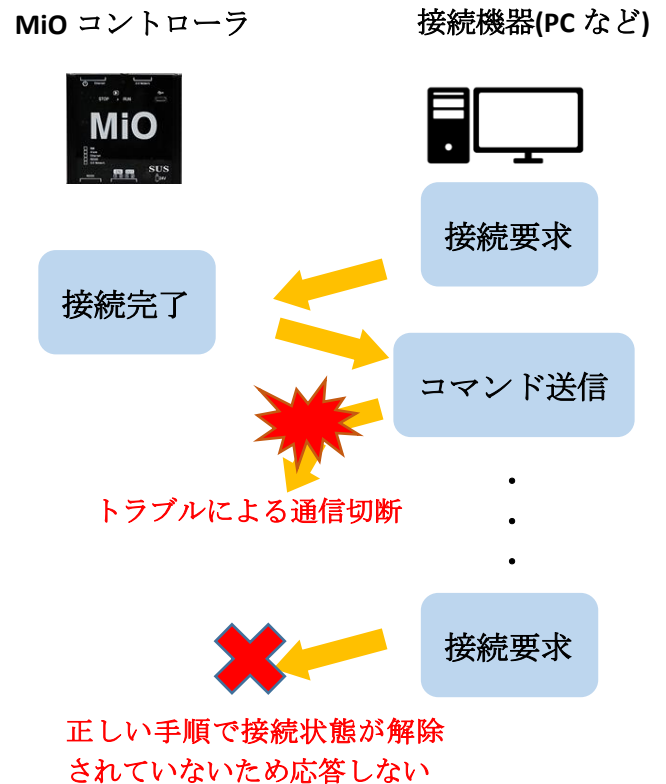 MiO コントローラ
接続機器(PC など)
STOP RUN
MiO
SUS
24V
接続要求
接続完了
コマンド送信
トラブルによる通信切断
・
・
・
接続要求
正しい手順で接続状態が解除
されていないため応答しない